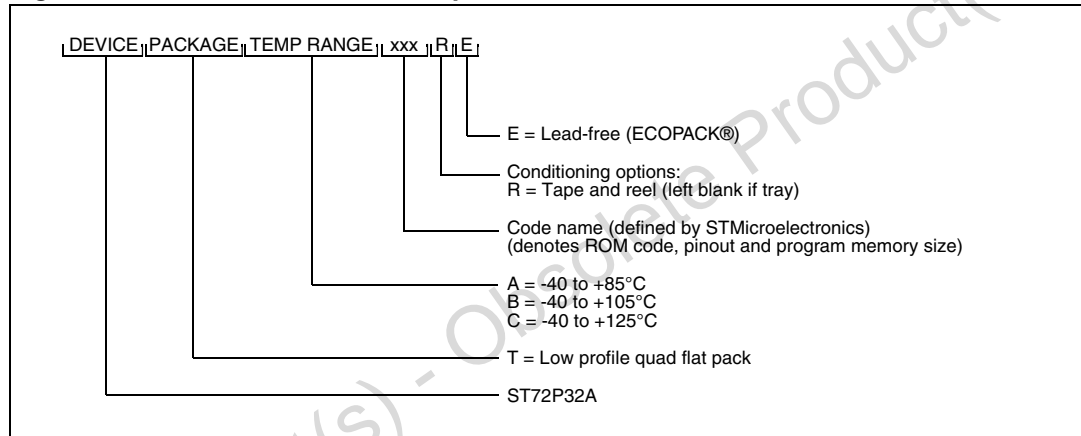 DEVICE PACKAGE TEMP RANGE xxx R E
E = Lead-free (ECOPACK®)
Conditioning options:
R = Tape and reel (left blank if tray)
Code name (defined by STMicroelectronics)
(denotes ROM code, pinout and program memory size)
A = -40 to +85°C
B = -40 to +105°C
C = -40 to +125°C
T = Low profile quad flat pack
ST72P32A
(s) - Obsolete Product(